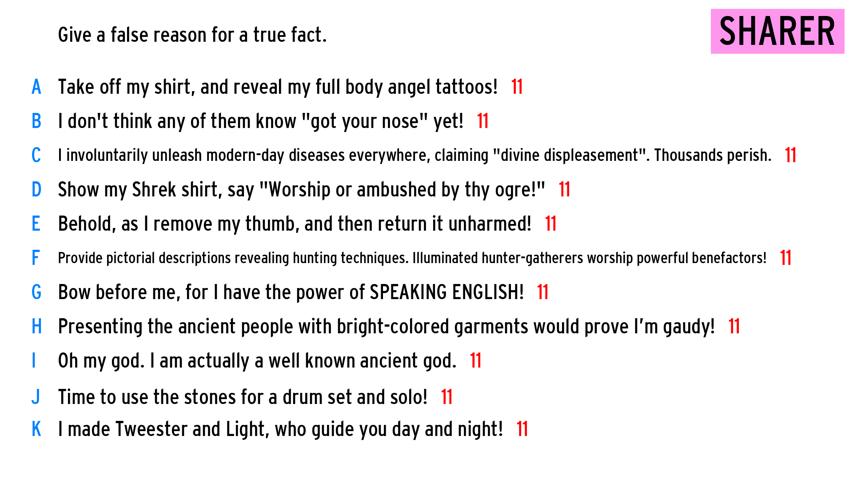 Give a false reason for a true fact.
SHARER
A Take off my shirt, and reveal my full body angel tattoos! 11
B I don't think any of them know "got your nose" yet! 11
C I involuntarily unleash modern-day diseases everywhere, claiming "divine displeasement". Thousands perish. 11
D Show my Shrek shirt, say "Worship or ambushed by thy ogre!" 11
E Behold, as I remove my thumb, and then return it unharmed! 11
F Provide pictorial descriptions revealing hunting techniques. Illuminated hunter-gatherers worship powerful benefactors! 11
G Bow before me, for I have the power of SPEAKING ENGLISH! 11
H Presenting the ancient people with bright-colored garments would prove I’m gaudy! 11
I Oh my god. I am actually a well known ancient god. 11
J Time to use the stones for a drum set and solo! 11
K I made Tweester and Light, who guide you day and night! 11